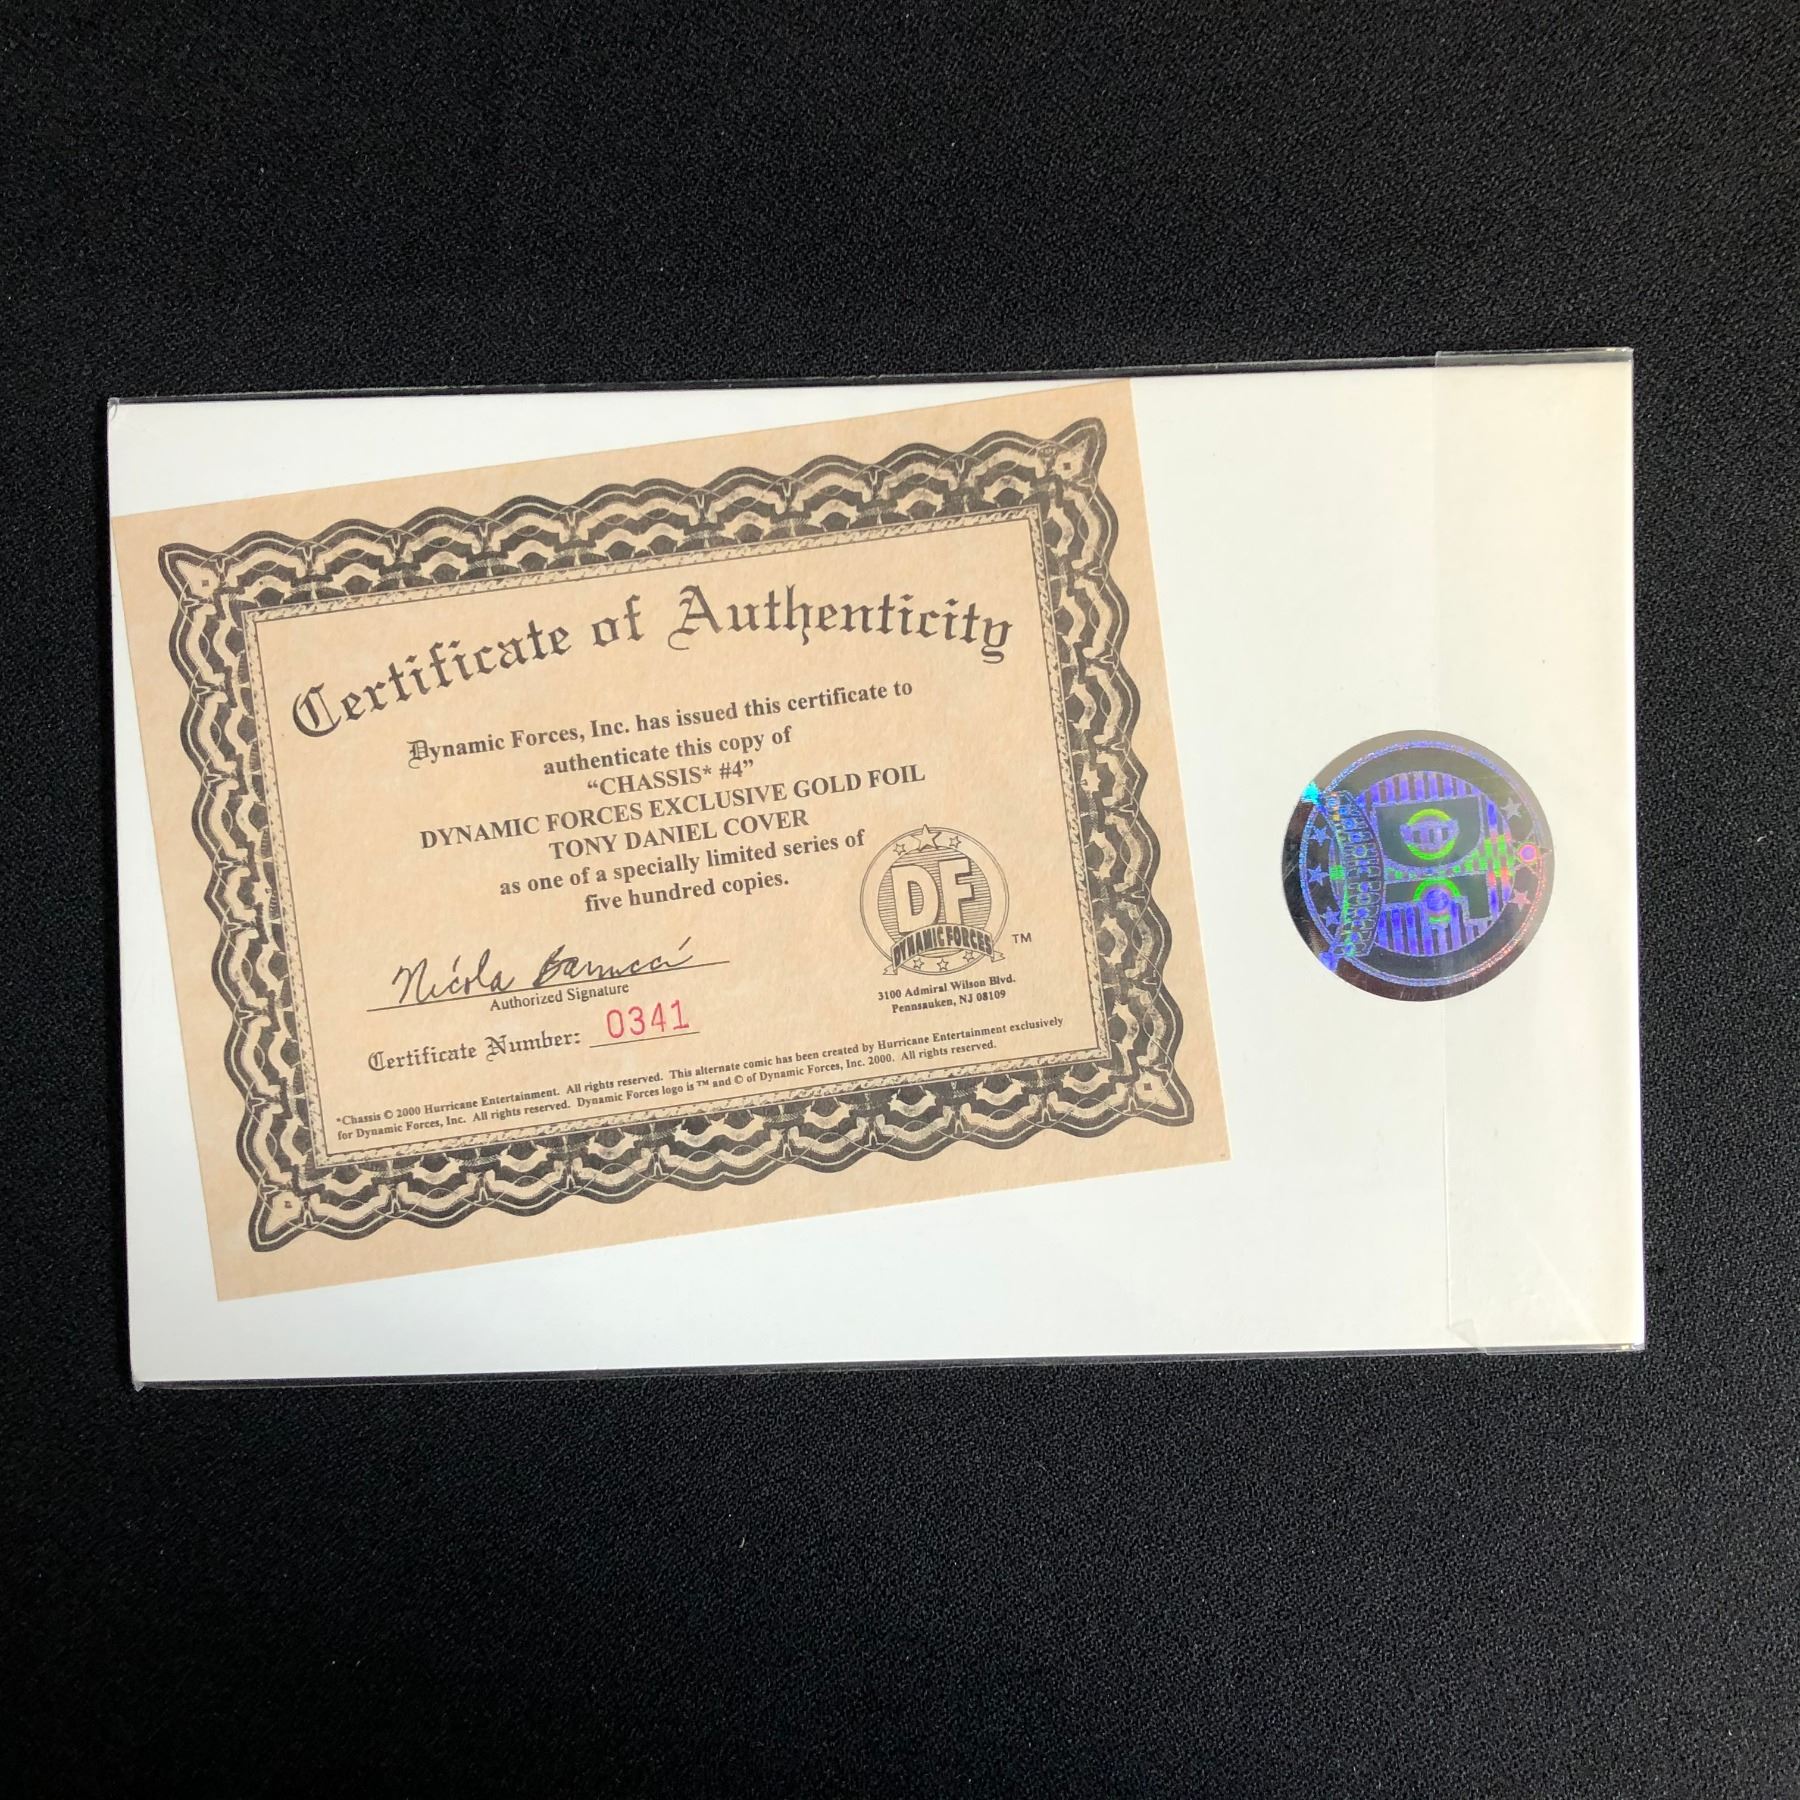 Certificate of Authenticity
Dynamic Forces, Inc. has issued this certificate to
authenticate this copy of
“CHASSIS* #4”
DYNAMIC FORCES EXCLUSIVE GOLD FOIL
TONY DANIEL COVER
as one of a specially limited series of
five hundred copies.
DF
DYNAMIC FORCES
TM
3100 Admiral Wilson Blvd.
Pennsauken, NJ 08109
Nicola
Authorized Signature
Certificate Number: 0341
*Chassis © 2000 Hurricane Entertainment. All rights reserved. This alternate comic has been created by Hurricane Entertainment exclusively
for Dynamic Forces, Inc. All rights reserved. Dynamic Forces logo is ™ and © of Dynamic Forces, Inc. 2000. All rights reserved.
DF